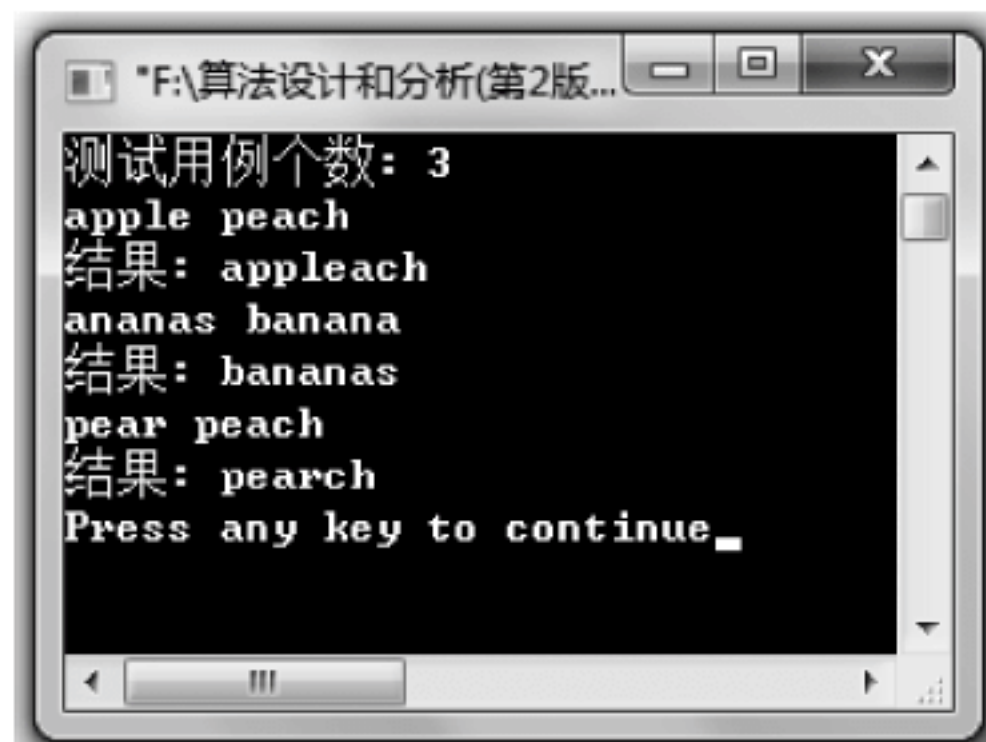 "F:\算法设计和分析(第2版...
测试用例个数: 3
apple peach
结果: appleach
ananas banana
结果: bananas
pear peach
结果: pearch
Press any key to continue